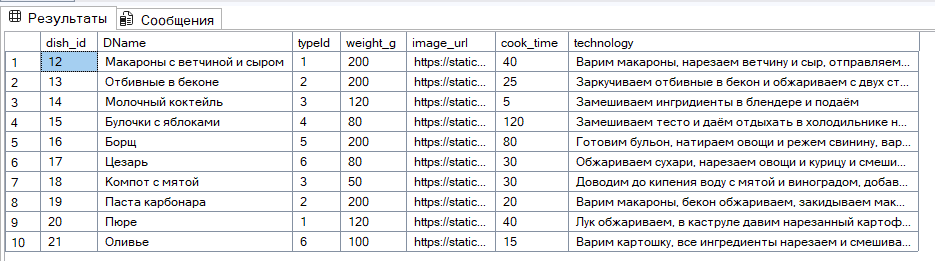 Результаты Сообщения
dish_id DName typeId weight_g image_url cook_time technology
1 12 Макароны с ветчиной и сыром 1 200 https://static... 40 Варим макароны, нарезаем ветчину и сыр, отправляем...
2 13 Отбивные в беконе 2 200 https://static... 25 Заркучиваем отбивные в бекон и обжариваем с двух ст...
3 14 Молочный коктейль 3 120 https://static... 5 Замешиваем ингридиенты в блендере и подаём
4 15 Булочки с яблоками 4 80 https://static... 120 Замешиваем тесто и даём отдыхать в холодильнике н...
5 16 Борщ 5 200 https://static... 80 Готовим бульон, натираем овощи и режем свинину, вар...
6 17 Цезарь 6 80 https://static... 30 Обжариваем сухари, нарезаем овощи и курицу и смеши...
7 18 Компот с мятой 3 50 https://static... 30 Доводим до кипения воду с мятой и виноградом, добав...
8 19 Паста карбонара 2 200 https://static... 20 Варим макароны, бекон обжариваем, закидываем мак...
9 20 Пюре 1 120 https://static... 40 Лук обжариваем, в каструле давим нарезанный картоф...
10 21 Оливье 6 100 https://static... 15 Варим картошку, все ингредиенты нарезаем и смешива...